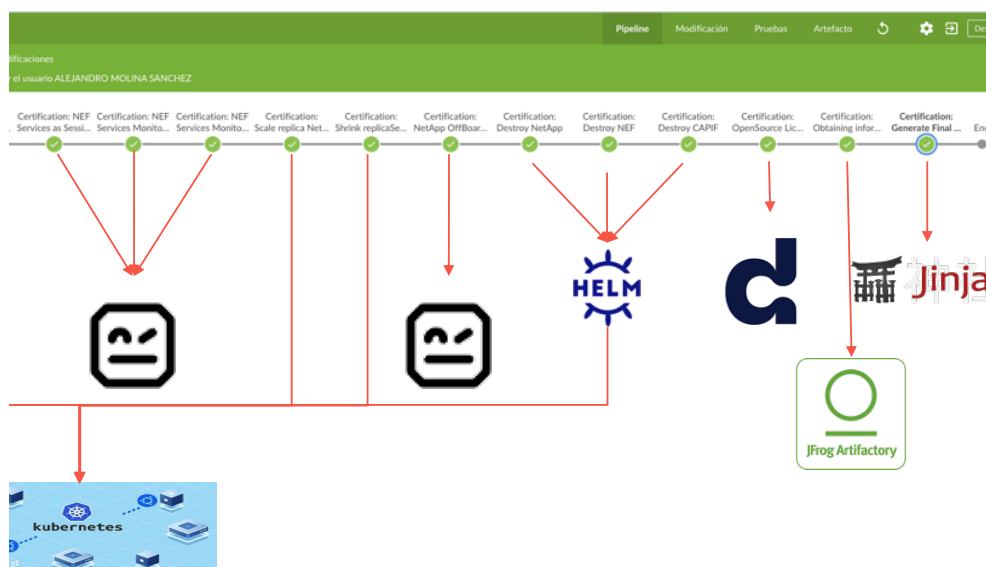 Pipeline
Modificación
Pruebas
Artefacto
el usuario ALEJANDRO MOLINA SANCHEZ
Certification: NEF
Services as Sessi...
Certification: NEF
Services Monito...
Certification: NEF
Services Monito...
Certification:
Scale replica Net...
Certification:
Shrink replicaSe...
Certification:
NetApp OffBoar...
Certification:
Destroy NetApp
Certification:
Destroy NEF
Certification:
Destroy CAPIF
Certification:
OpenSource Lic...
Certification:
Obtaining infor...
Certification:
Generate Final ...
HELM
神社
Jinja
JFrog Artifactory
kubernetes